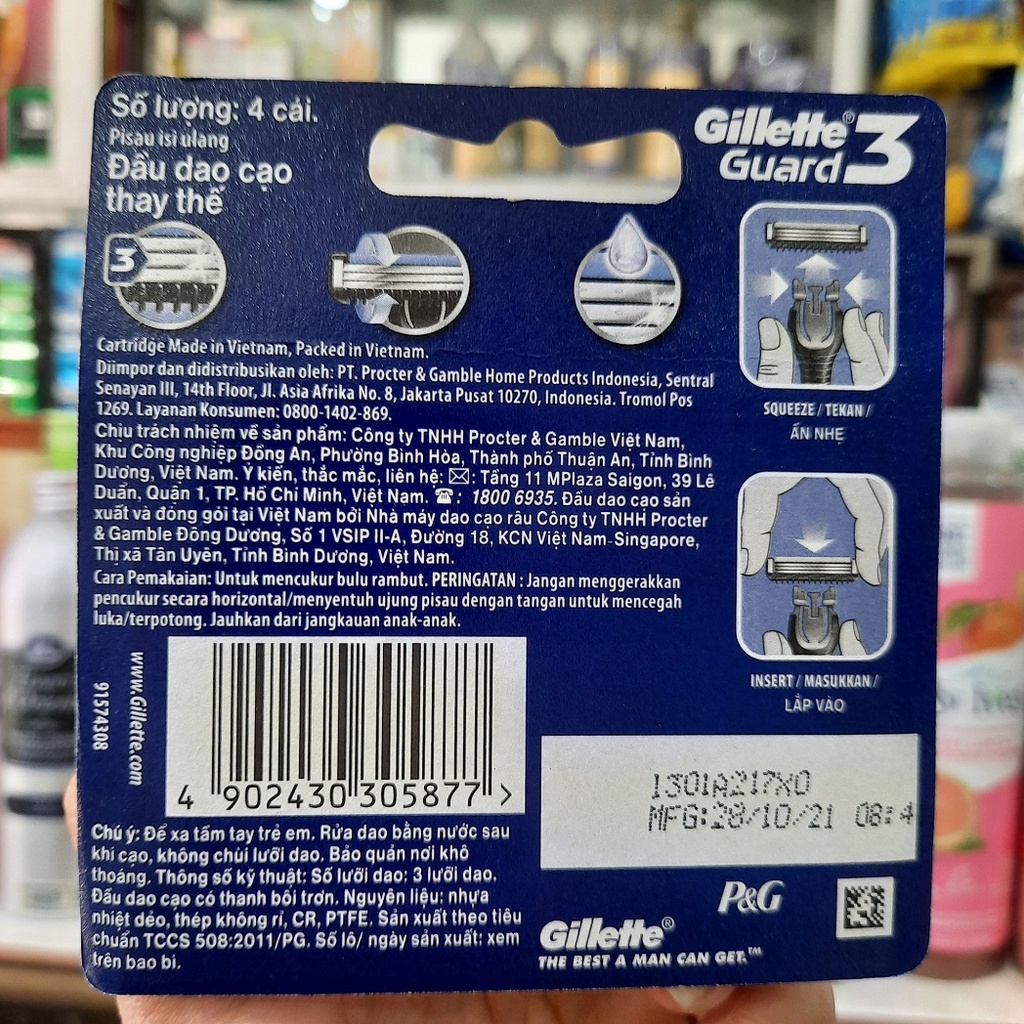 Số lượng: 4 cái.
Pisau isi ulang
Đầu dao cạo
thay thế
Gillette®
Guard 3
3
Cartridge Made in Vietnam, Packed in Vietnam.
Diimpor dan didistribusikan oleh: PT. Procter & Gamble Home Products Indonesia, Sentral
Senayan III, 14th Floor, Jl. Asia Afrika No. 8, Jakarta Pusat 10270, Indonesia. Tromol Pos
1269. Layanan Konsumen: 0800-1402-869.
Chịu trách nhiệm về sản phẩm: Công ty TNHH Procter & Gamble Việt Nam,
Khu Công nghiệp Đồng An, Phường Bình Hòa, Thành phố Thuận An, Tỉnh Bình
Dương, Việt Nam. Ý kiến, thắc mắc, liên hệ: ✉: Tầng 11 MPlaza Saigon, 39 Lê
Duẩn, Quận 1, TP. Hồ Chí Minh, Việt Nam. ☎: 1800 6935. Đầu dao cạo sản
xuất và đóng gói tại Việt Nam bởi Nhà máy dao cạo râu Công ty TNHH Procter
& Gamble Đông Dương, Số 1 VSIP II-A, Đường 18, KCN Việt Nam-Singapore,
Thị xã Tân Uyên, Tỉnh Bình Dương, Việt Nam.
Cara Pemakaian: Untuk mencukur bulu rambut. PERINGATAN : Jangan menggerakkan
pencukur secara horizontal/menyentuh ujung pisau dengan tangan untuk mencegah
luka/terpotong. Jauhkan dari jangkauan anak-anak.
SQUEEZE / TEKAN /
ẤN NHẸ
INSERT / MASUKKAN /
LẮP VÀO
www.Gillette.com
91574308
4 902430 305877 >
1301A217X0
MFG:28/10/21 08:4
Chú ý: Để xa tầm tay trẻ em. Rửa dao bằng nước sau
khi cạo, không chùi lưỡi dao. Bảo quản nơi khô
thoáng. Thông số kỹ thuật: Số lưỡi dao: 3 lưỡi dao.
Đầu dao cạo có thanh bôi trơn. Nguyên liệu: nhựa
nhiệt dẻo, thép không rỉ, CR, PTFE. Sản xuất theo tiêu
chuẩn TCCS 508:2011/PG. Số lô/ ngày sản xuất: xem
trên bao bì.
P&G
Gillette®
THE BEST A MAN CAN GET.™